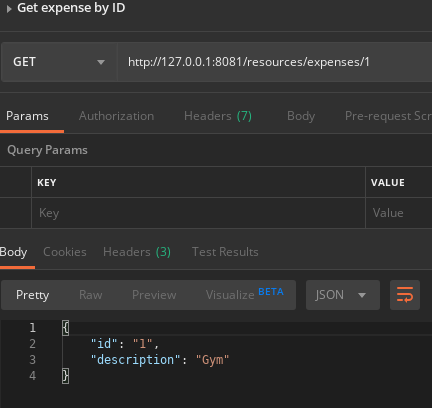 Get expense by ID
GET http://127.0.0.1:8081/resources/expenses/1
Params Authorization Headers (7) Body Pre-request Scr
Query Params
KEY VALUE
Key Value
Body Cookies Headers (3) Test Results
Pretty Raw Preview Visualize BETA JSON
1 {
2 "id": "1",
3 "description": "Gym"
4 }